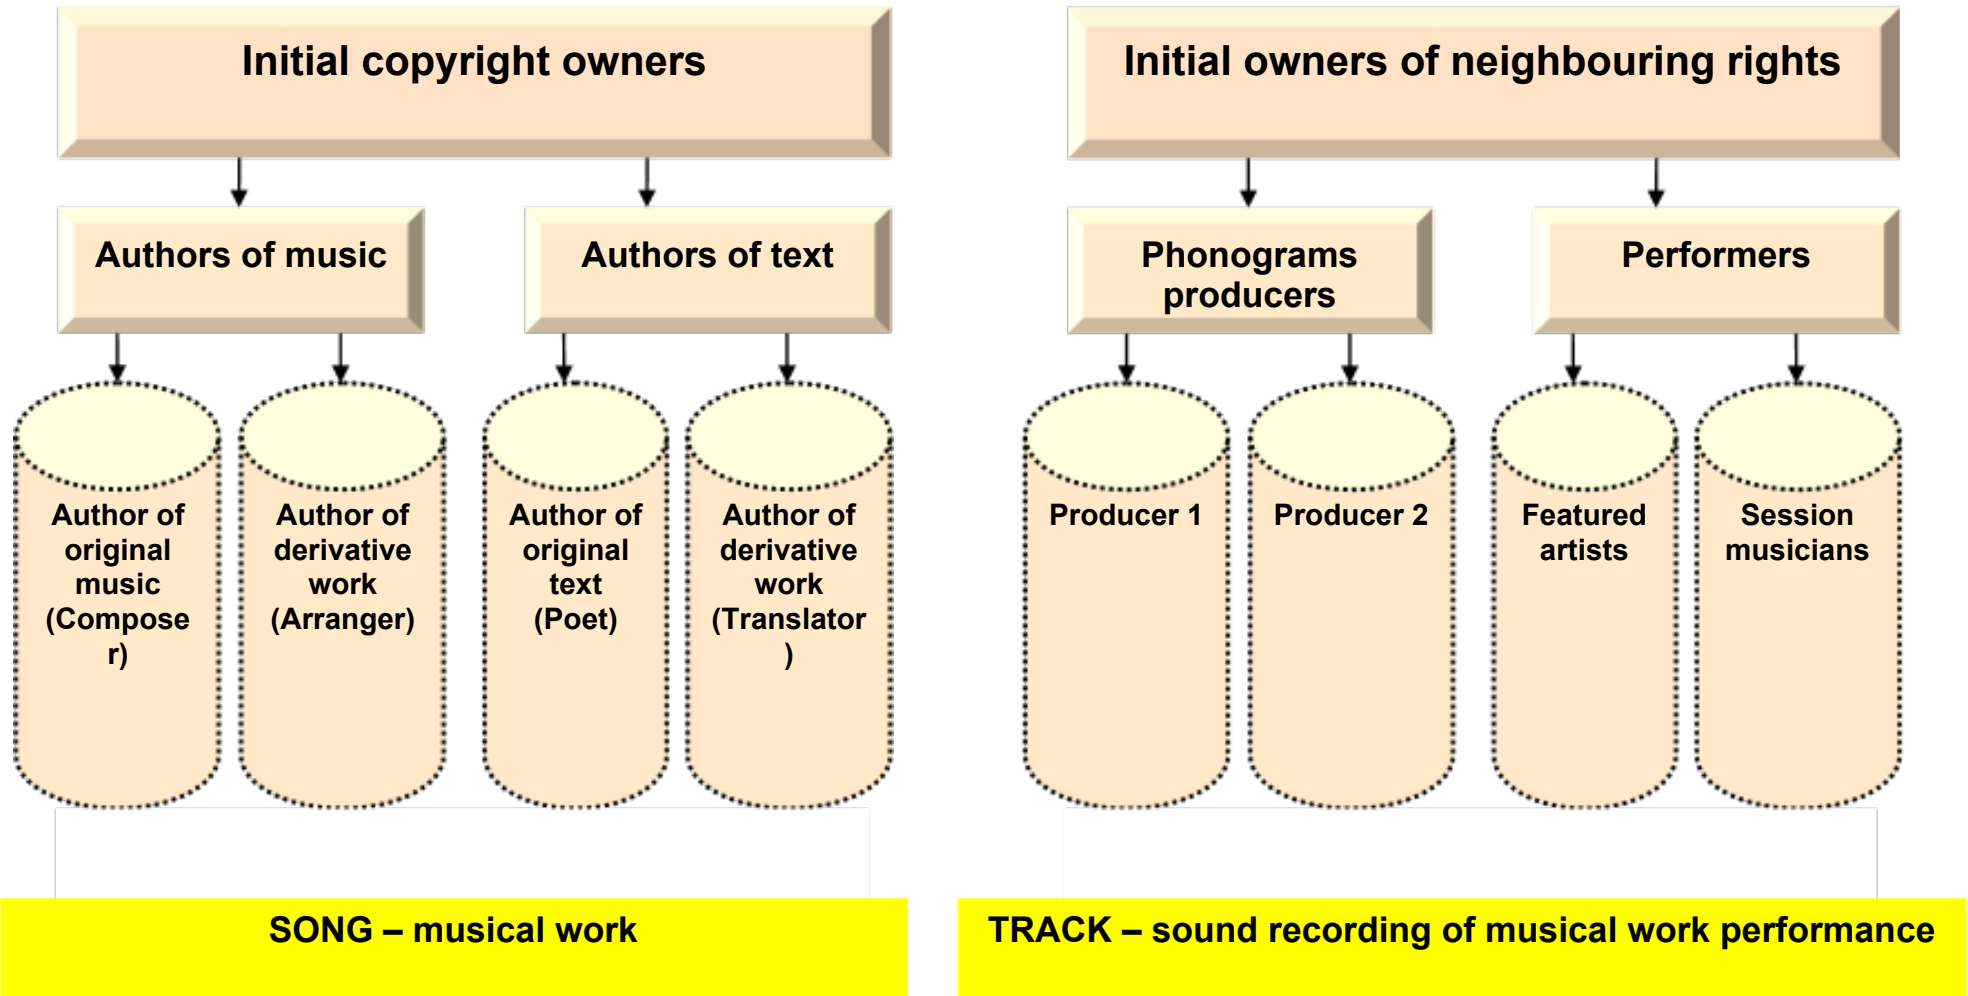 Initial copyright owners
Initial owners of neighbouring rights
Authors of music
Authors of text
Phonograms
producers
Performers
Author of
original
music
(Compose
r)
Author of
derivative
work
(Arranger)
Author of
original
text
(Poet)
Author of
derivative
work
(Translator
)
Producer 1
Producer 2
Featured
artists
Session
musicians
SONG – musical work
TRACK – sound recording of musical work performance